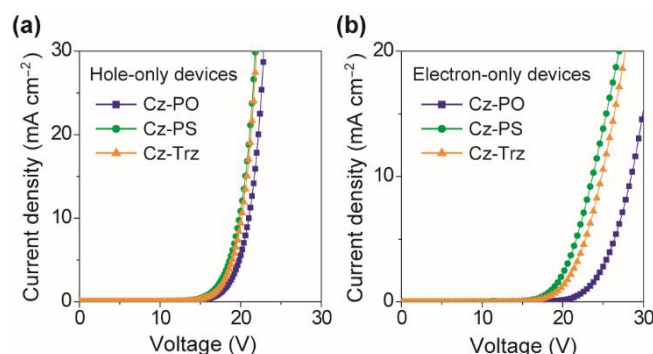 (a)
Current density (mA cm⁻²)
30
20
10
0
Hole-only devices
Cz-PO
Cz-PS
Cz-Trz
0 10 20 30
Voltage (V)
(b)
Current density (mA cm⁻²)
20
15
10
5
0
Electron-only devices
Cz-PO
Cz-PS
Cz-Trz
0 10 20 30
Voltage (V)